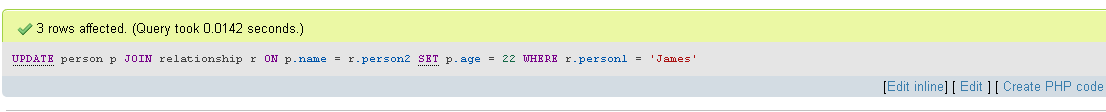 3 rows affected. (Query took 0.0142 seconds.)
UPDATE person p JOIN relationship r ON p.name = r.person2 SET p.age = 22 WHERE r.person1 = 'James'
[Edit inline] [ Edit ] [ Create PHP code